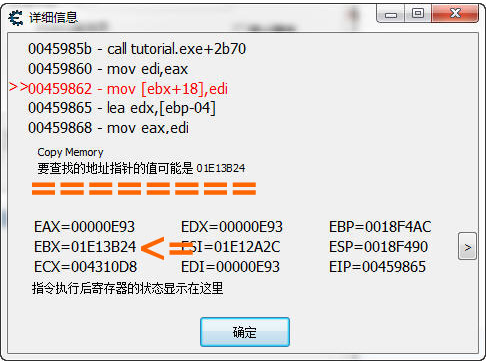 详细信息
0045985b - call tutorial.exe+2b70
00459860 - mov edi,eax
>>00459862 - mov [ebx+18],edi
00459865 - lea edx,[ebp-04]
00459868 - mov eax,edi
Copy Memory
要查找的地址指针的值可能是 01E13B24
=========
EAX=00000E93 EDX=00000E93 EBP=0018F4AC
EBX=01E13B24 <= ESI=01E12A2C ESP=0018F490
ECX=004310D8 EDI=00000E93 EIP=00459865
>
指令执行后寄存器的状态显示在这里
确定